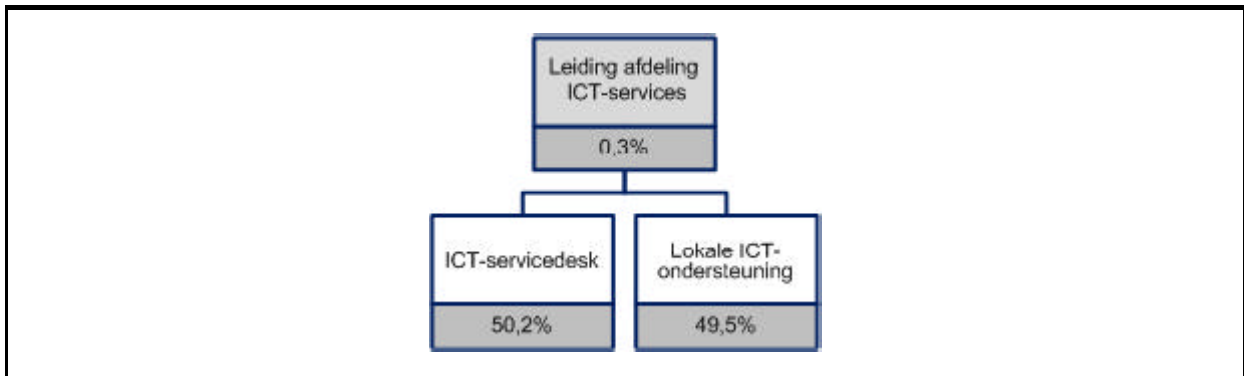 Leiding afdeling
ICT-services
0,3%
ICT-servicedesk
50,2%
Lokale ICT-
ondersteuning
49,5%